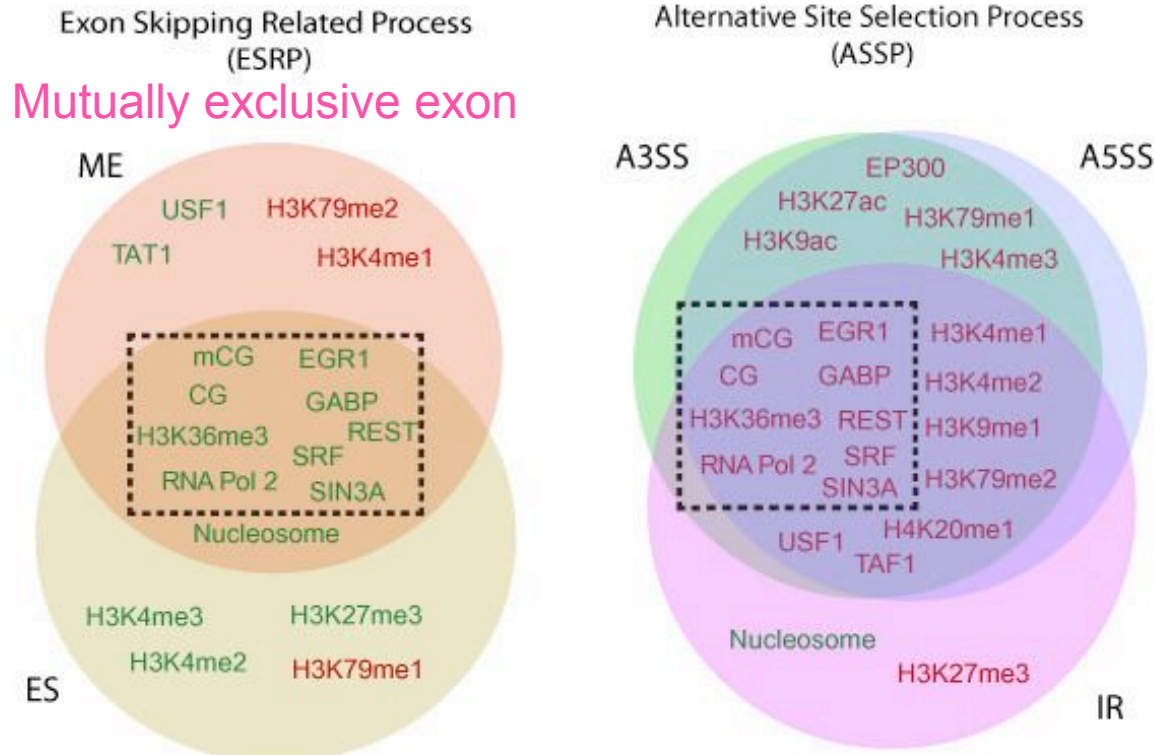 Exon Skipping Related Process
(ESRP)
Mutually exclusive exon
ME
USF1 H3K79me2
TAT1 H3K4me1
mCG EGR1
CG GABP
H3K36me3 REST
SRF
RNA Pol 2 SIN3A
Nucleosome
H3K4me3 H3K27me3
H3K4me2 H3K79me1
ES
Alternative Site Selection Process
(ASSP)
A3SS A5SS
EP300
H3K27ac H3K79me1
H3K9ac H3K4me3
mCG EGR1 H3K4me1
CG GABP H3K4me2
H3K36me3 REST H3K9me1
RNA Pol 2 SRF H3K79me2
SIN3A
USF1 H4K20me1
TAF1
Nucleosome
H3K27me3
IR